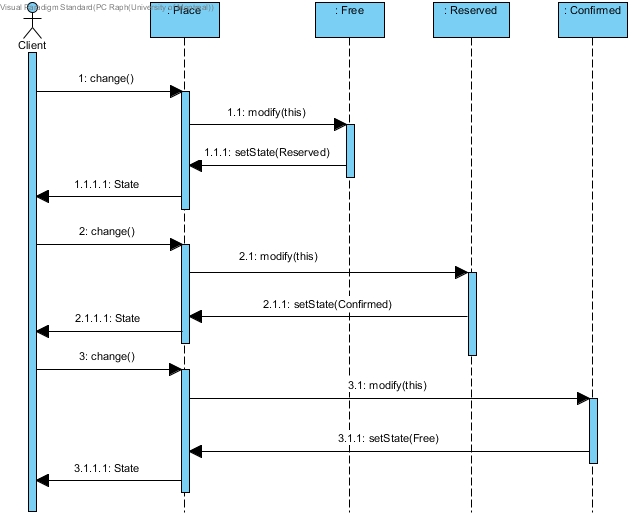 Visual Paradigm Standard(PC Raph(University of
: Place
: Free
: Reserved
: Confirmed
Client
1: change()
1.1: modify(this)
1.1.1: setState(Reserved)
1.1.1.1: State
2: change()
2.1: modify(this)
2.1.1: setState(Confirmed)
2.1.1.1: State
3: change()
3.1: modify(this)
3.1.1: setState(Free)
3.1.1.1: State